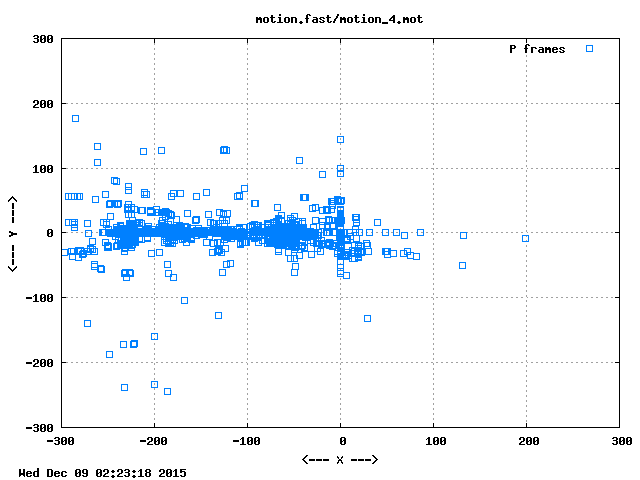 motion.fast/motion_4.mot
P frames
300
200
100
0
-100
-200
-300
<--- Y --->
-300 -200 -100 0 100 200 300
<--- X --->
Wed Dec 09 02:23:18 2015